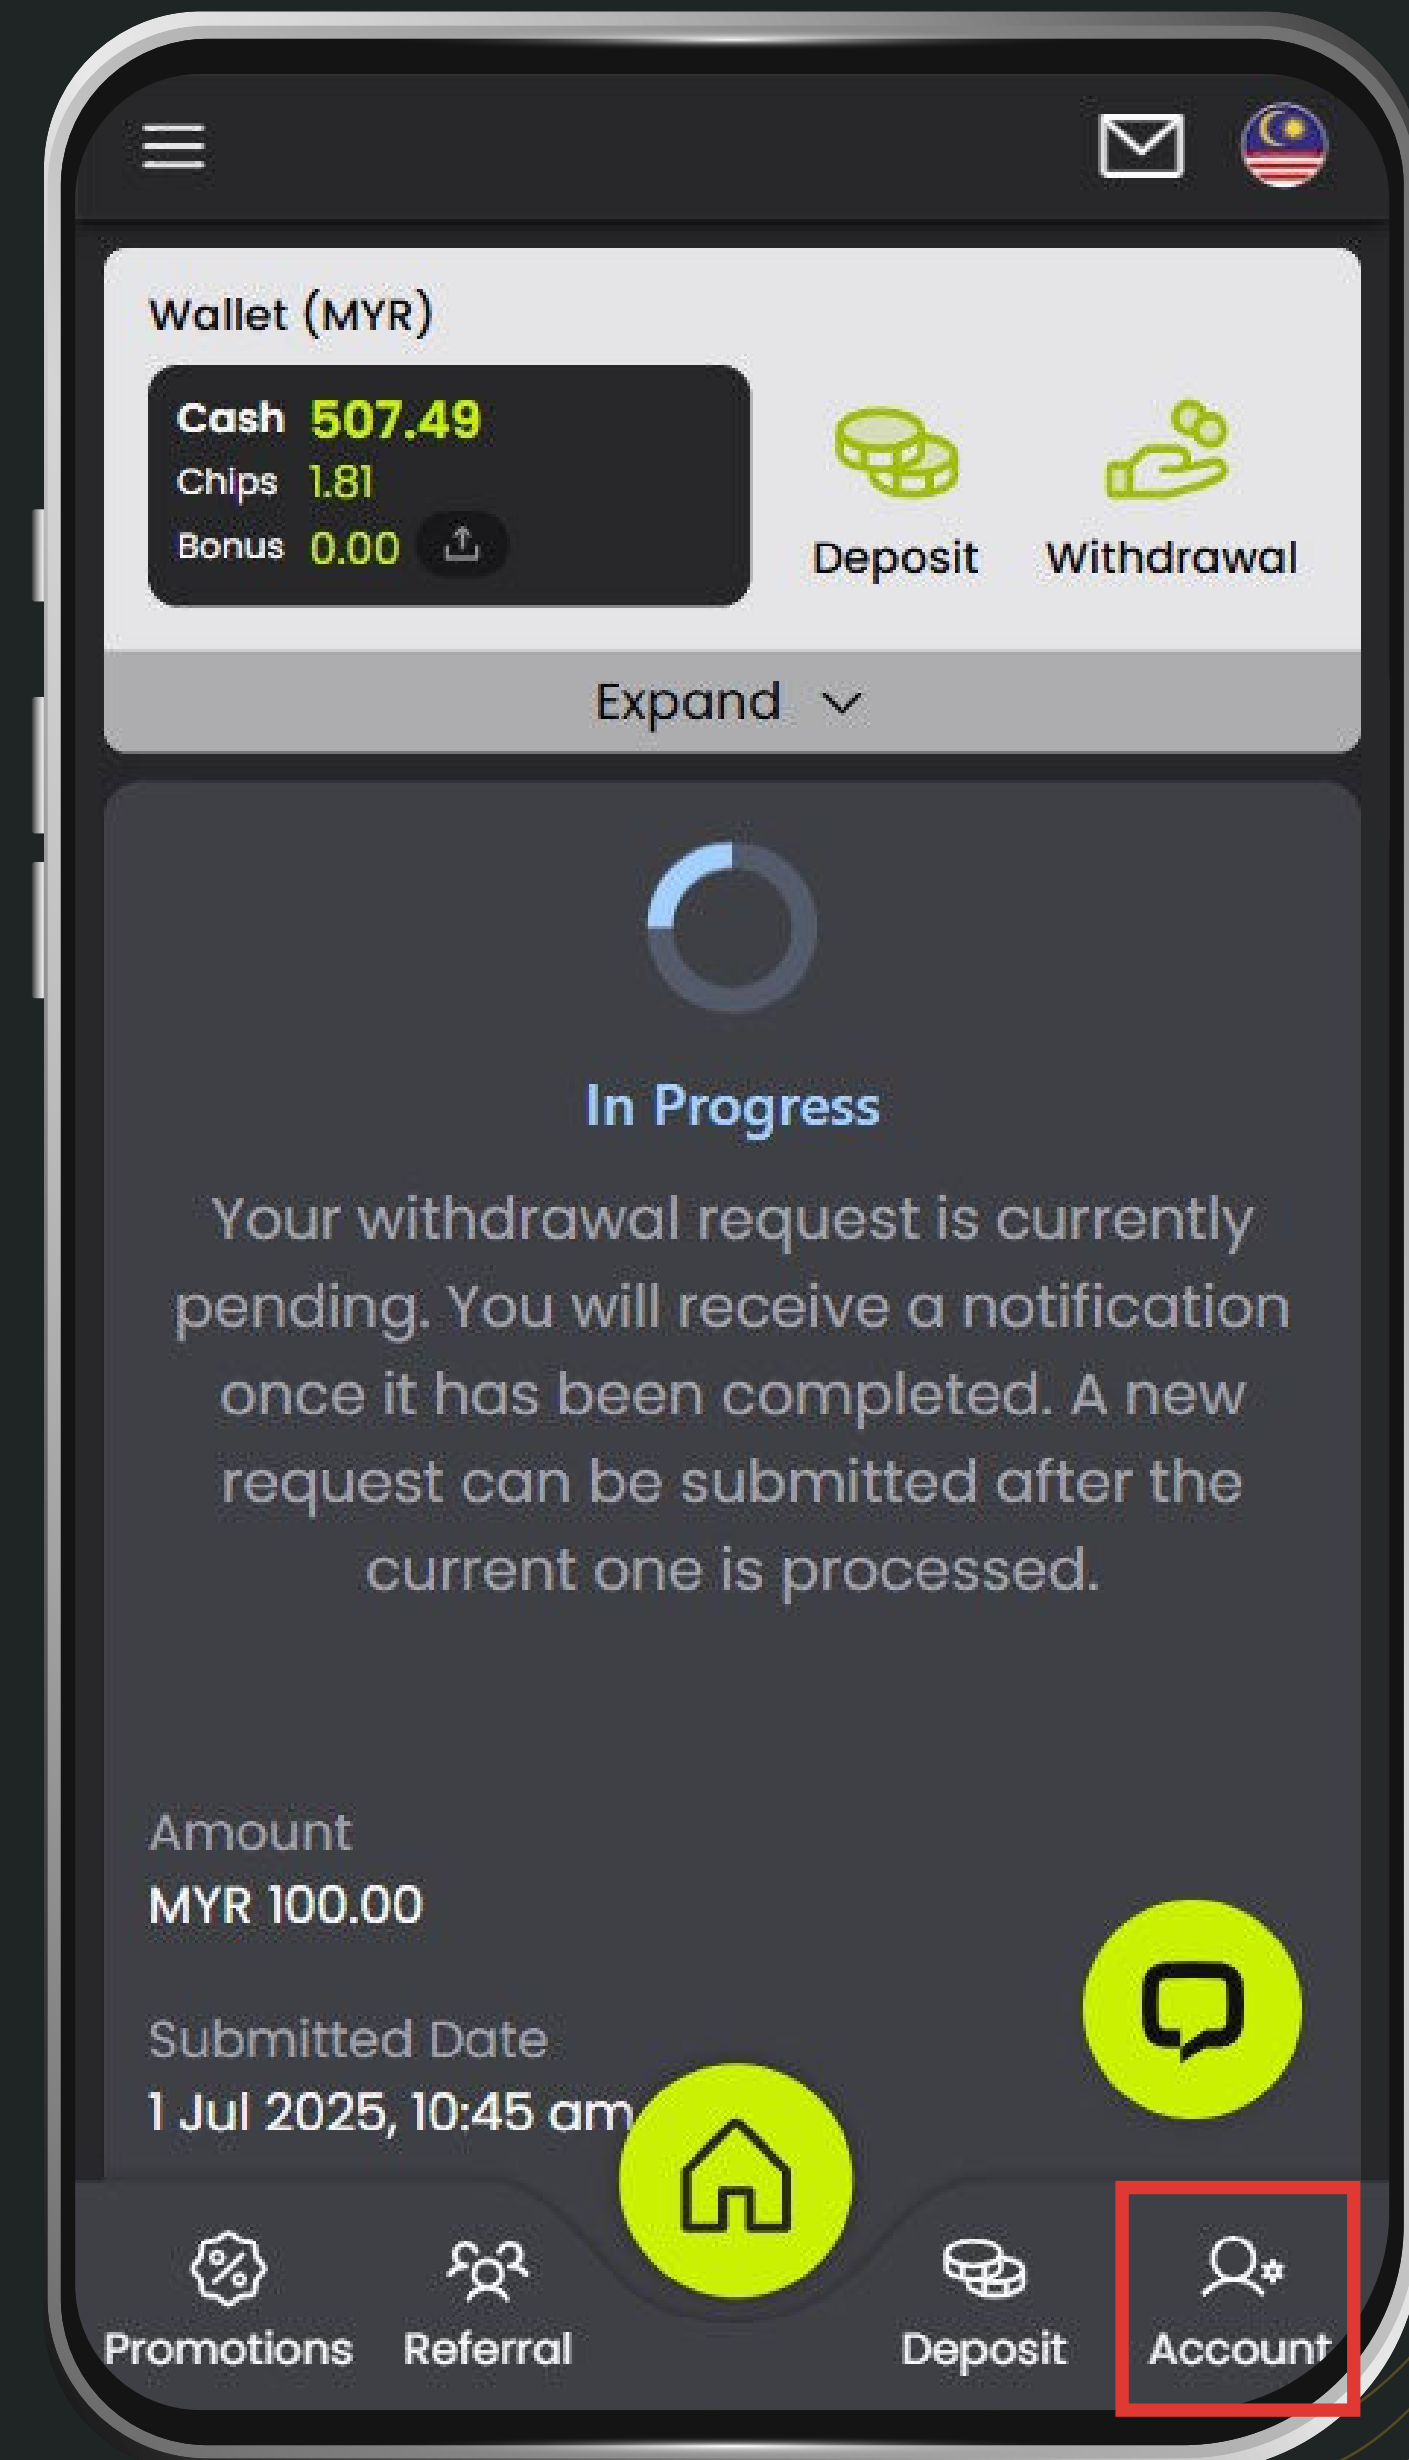 Wallet (MYR)
Cash 507.49
Chips 1.81
Bonus 0.00
Deposit
Withdrawal
Expand
In Progress
Your withdrawal request is currently
pending. You will receive a notification
once it has been completed. A new
request can be submitted after the
current one is processed.
Amount
MYR 100.00
Submitted Date
1 Jul 2025, 10:45 am
Promotions
Referral
Deposit
Account